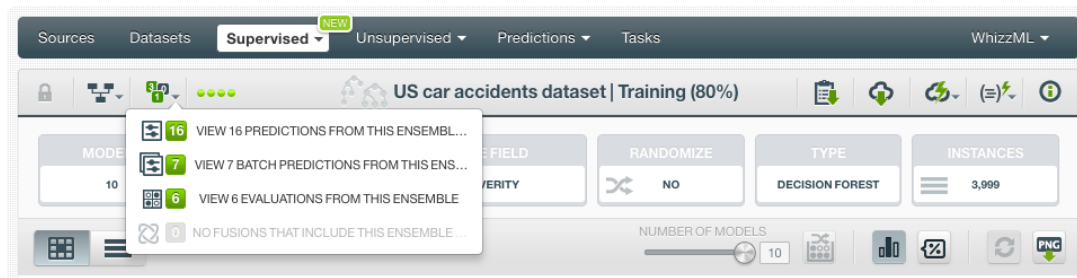 NEW
Sources Datasets Supervised Unsupervised Predictions Tasks WhizzML
3 0 1 US car accidents dataset | Training (80%) (=)
16 VIEW 16 PREDICTIONS FROM THIS ENSEMBL...
MODE FIELD RANDOMIZE TYPE INSTANCES
7 VIEW 7 BATCH PREDICTIONS FROM THIS ENS...
10 VERITY NO DECISION FOREST 3,999
6 VIEW 6 EVALUATIONS FROM THIS ENSEMBLE
0 NO FUSIONS THAT INCLUDE THIS ENSEMBLE ...
NUMBER OF MODELS
10 PNG